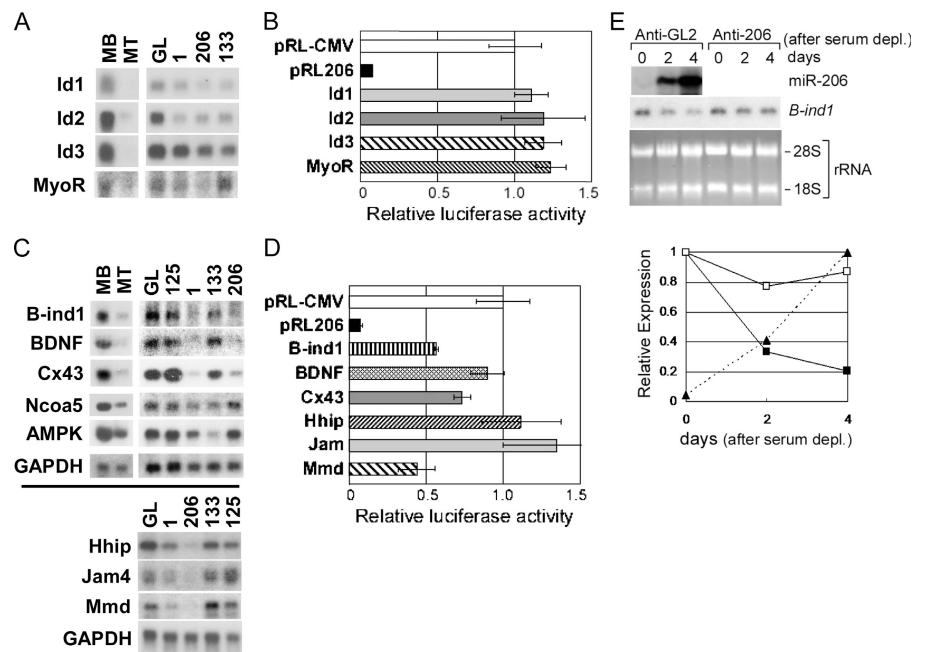 A
MB
MT
GL
1
206
133
Id1
Id2
Id3
MyoR
B
pRL-CMV
pRL206
Id1
Id2
Id3
MyoR
0 0.5 1.0 1.5
Relative luciferase activity
E
Anti-GL2 Anti-206 (after serum depl.)
0 2 4 0 2 4 days
miR-206
B-ind1
- 28S
- 18S
rRNA
1
0.8
0.6
0.4
0.2
0
Relative Expression
0 2 4
days (after serum depl.)
C
MB
MT
GL
125
1
133
206
B-ind1
BDNF
Cx43
Ncoa5
AMPK
GAPDH
GL
1
206
133
125
Hhip
Jam4
Mmd
GAPDH
D
pRL-CMV
pRL206
B-ind1
BDNF
Cx43
Hhip
Jam
Mmd
0 0.5 1.0 1.5
Relative luciferase activity